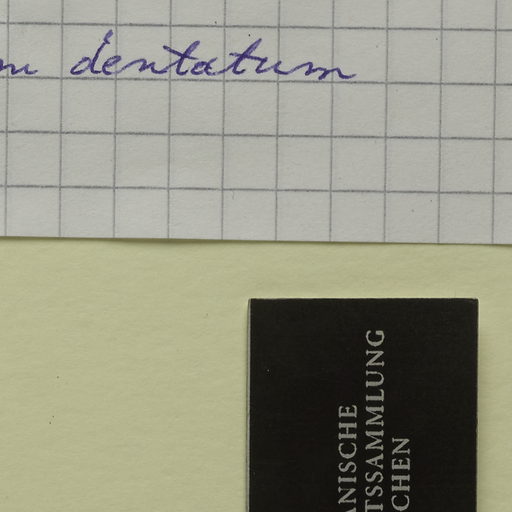 m dentatum
ANISCHE
TSSAMMLUNG
CHEN